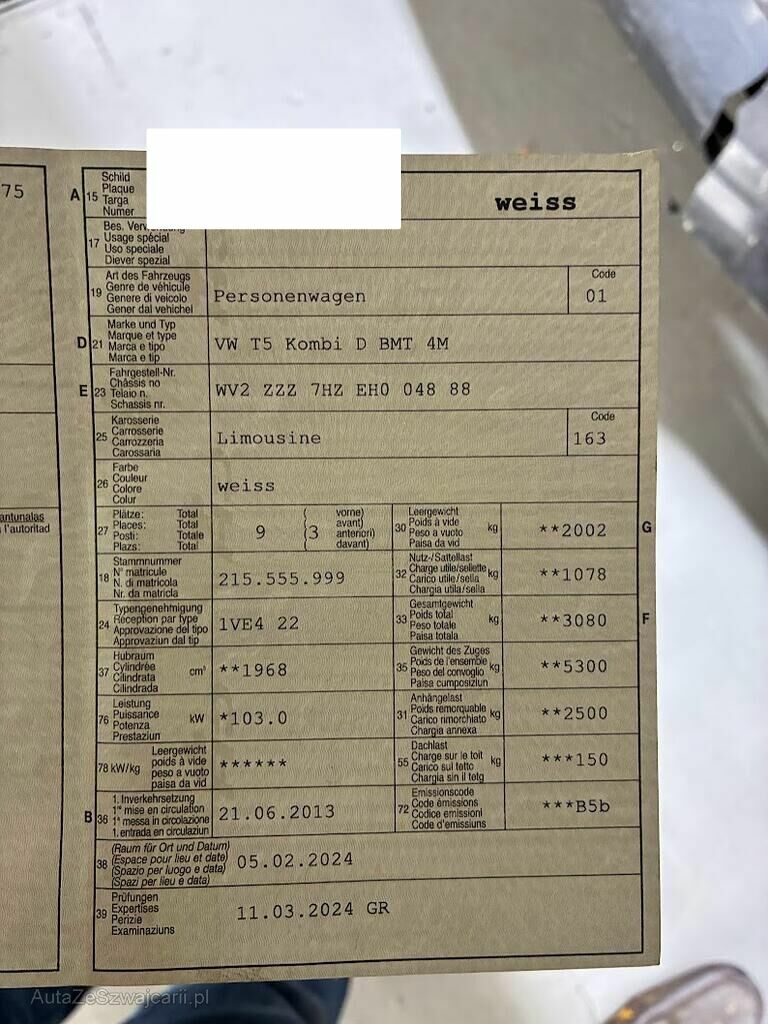 75
A 15 Schild
Plaque
Targa
Numer
weiss
17 Bes.
Usage spécial
Uso speciale
Diever spezial
19 Art des Fahrzeugs
Genre de véhicule
Genere di veicolo
Gener dal vehichel
Personenwagen
Code
01
D 21 Marke und Typ
Marque et type
Marca e tipo
Marca e tip
VW T5 Kombi D BMT 4M
E 23 Fahrgestell-Nr.
Châssis no
Telaio n.
Schassis nr.
WV2 ZZZ 7HZ EH0 048 88
25 Karosserie
Carrosserie
Carrozzeria
Carossaria
Limousine
Code
163
26 Farbe
Couleur
Colore
Colur
weiss
antunalas
l'autoritad
27 Plätze: Total
Places: Total
Posti: Totale
Plazs: Total
9
( 3 vorne)
avant)
anteriori)
davant)
30 Leergewicht
Poids à vide
Peso a vuoto
Paisa da vid
kg
**2002
G
18 Stammnummer
N° matricule
N. di matricola
Nr. da matricla
215.555.999
32 Nutz-/Sattellast
Charge utile/sellette
Carico utile/sella
Chargia utila/sella
kg
**1078
24 Typengenehmigung
Réception par type
Approvazione del tipo
Approvaziun dal tip
1VE4 22
33 Gesamtgewicht
Poids total
Peso totale
Paisa totala
kg
**3080
F
37 Hubraum
Cylindrée
Cilindrata
Cilindrada
cm³
**1968
35 Gewicht des Zuges
Poids de l'ensemble
Peso del convoglio
Paisa cumposiziun
kg
**5300
76 Leistung
Puissance
Potenza
Prestaziun
kW
*103.0
31 Anhängelast
Poids remorquable
Carico rimorchiato
Chargia annexa
kg
**2500
78 kW/kg
Leergewicht
poids à vide
peso a vuoto
paisa da vid
******
55 Dachlast
Charge sur le toit
Carico sul tetto
Chargia sin il tetg
kg
***150
B 36 1. Inverkehrsetzung
1re mise en circulation
1a messa in circolazione
1. entrada en circulaziun
21.06.2013
72 Emissionscode
Code émissions
Codice emissioni
Code d'emissiuns
***B5b
38 (Raum für Ort und Datum)
(Espace pour lieu et date)
(Spazio per luogo e data)
(Spazi per lieu e data)
05.02.2024
39 Prüfungen
Expertises
Perizie
Examinaziuns
11.03.2024 GR
AutaZeSzwajcarii.pl